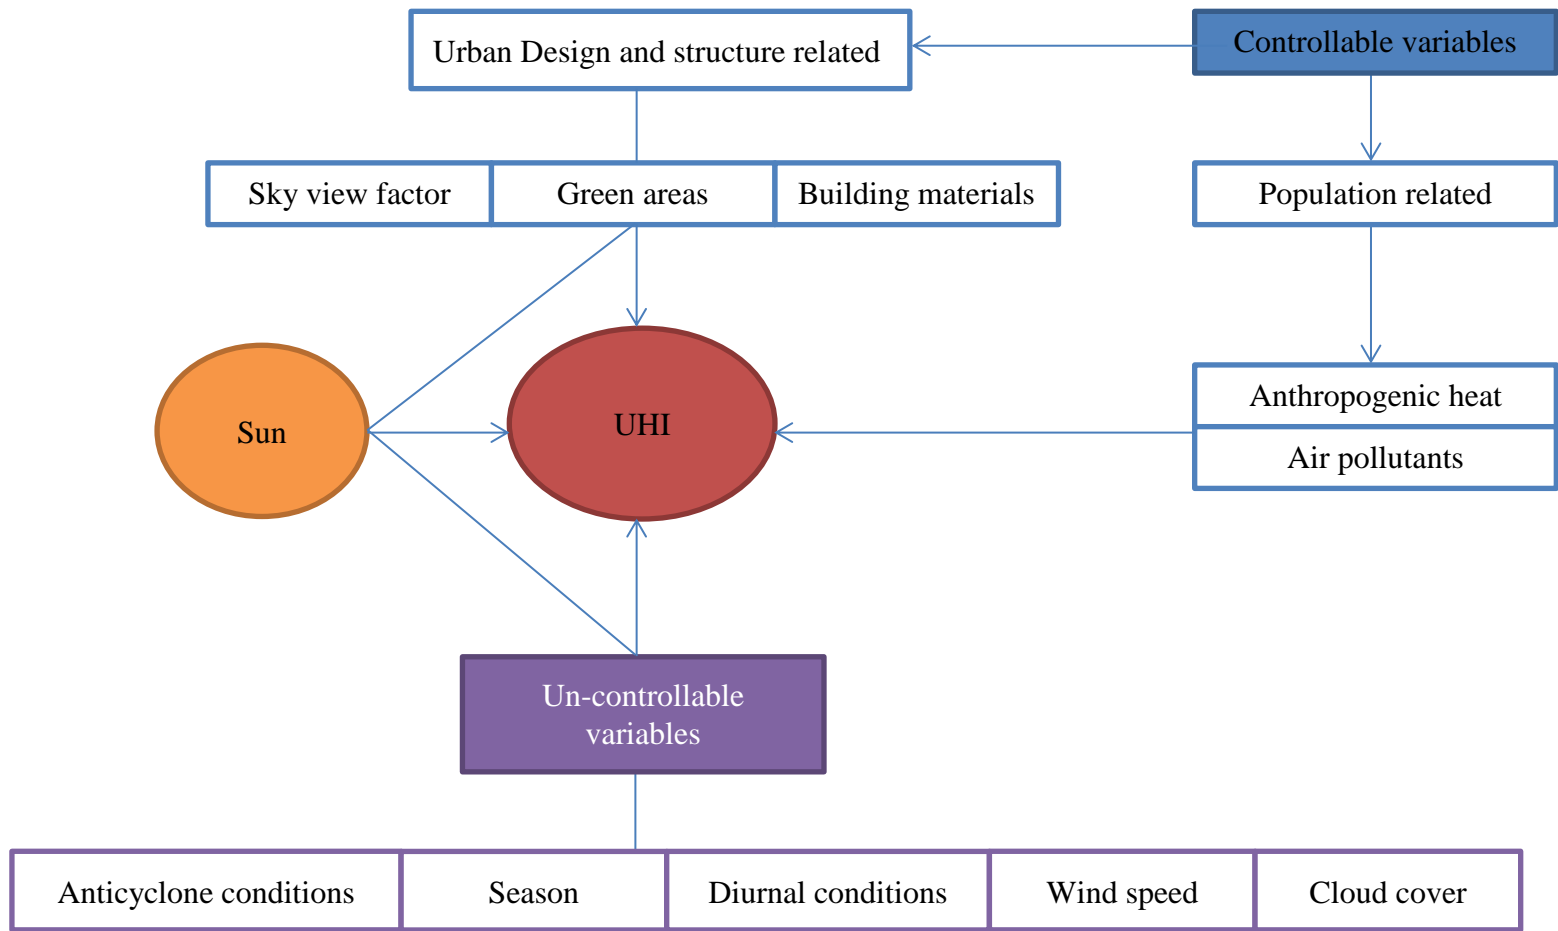 Urban Design and structure related
Controllable variables
Sky view factor
Green areas
Building materials
Population related
Sun
UHI
Anthropogenic heat
Air pollutants
Un-controllable
variables
Anticyclone conditions
Season
Diurnal conditions
Wind speed
Cloud cover